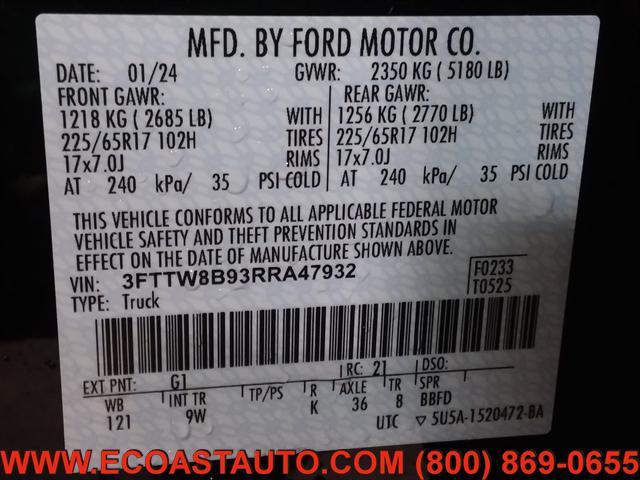 MFD. BY FORD MOTOR CO.
DATE: 01/24 GVWR: 2350 KG ( 5180 LB)
FRONT GAWR: REAR GAWR:
1218 KG ( 2685 LB) WITH 1256 KG ( 2770 LB) WITH
225/65R17 102H TIRES 225/65R17 102H TIRES
17x7.0J RIMS 17x7.0J RIMS
AT 240 kPa/ 35 PSI COLD AT 240 kPa/ 35 PSI COLD
THIS VEHICLE CONFORMS TO ALL APPLICABLE FEDERAL MOTOR
VEHICLE SAFETY AND THEFT PREVENTION STANDARDS IN
EFFECT ON THE DATE OF MANUFACTURE SHOWN ABOVE.
VIN: 3FTTW8B93RRA47932 F0233
TYPE: Truck T0525
EXT PNT: G1 RC: 21 DSO:
WB INT TR TP/PS R AXLE TR SPR
121 9W K 36 8 BBFD
UTC ▽ 5U5A-1520472-BA
WWW.ECOASTAUTO.COM (800) 869-0655